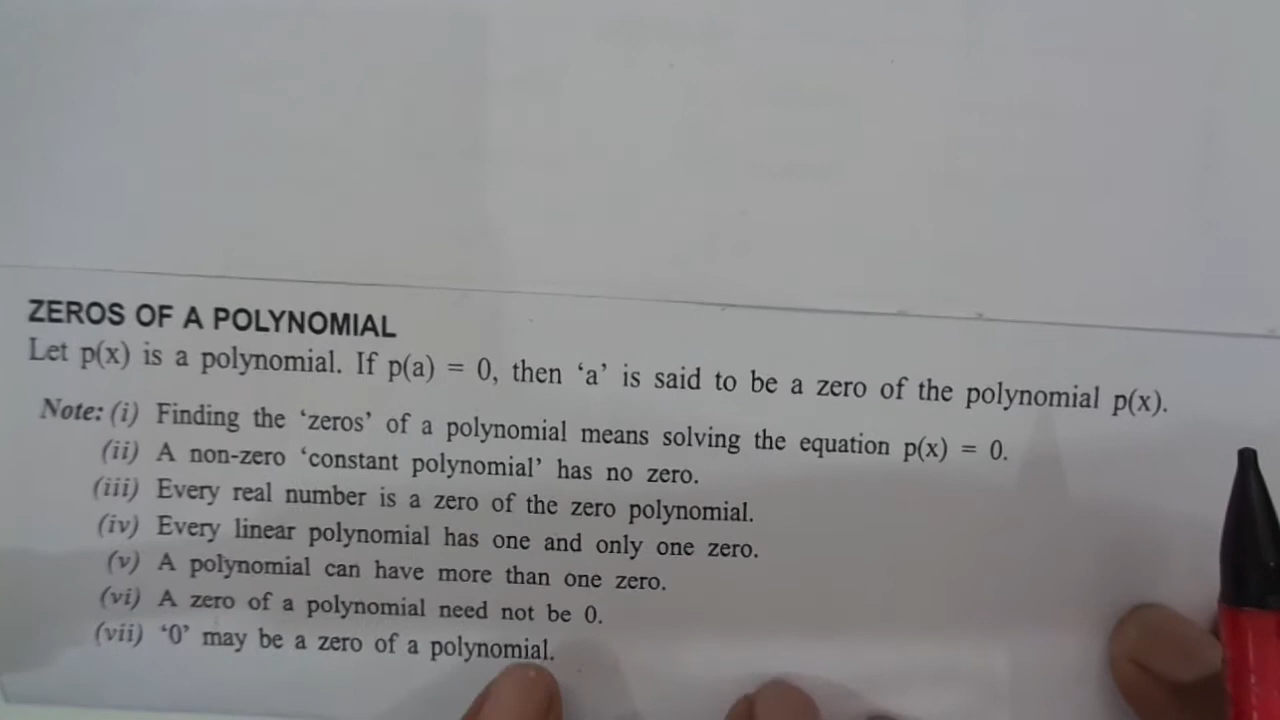 ZEROS OF A POLYNOMIAL
Let p(x) is a polynomial. If p(a) = 0, then ‘a’ is said to be a zero of the polynomial p(x).
Note: (i) Finding the ‘zeros’ of a polynomial means solving the equation p(x) = 0.
(ii) A non-zero ‘constant polynomial’ has no zero.
(iii) Every real number is a zero of the zero polynomial.
(iv) Every linear polynomial has one and only one zero.
(v) A polynomial can have more than one zero.
(vi) A zero of a polynomial need not be 0.
(vii) ‘0’ may be a zero of a polynomial.